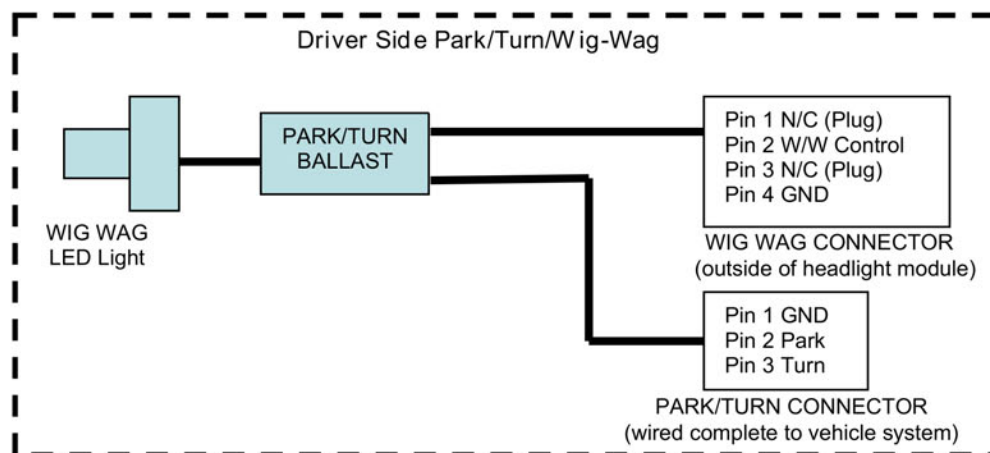 Driver Side Park/Turn/Wig-Wag
PARK/TURN
BALLAST
WIG WAG
LED Light
Pin 1 N/C (Plug)
Pin 2 W/W Control
Pin 3 N/C (Plug)
Pin 4 GND
WIG WAG CONNECTOR
(outside of headlight module)
Pin 1 GND
Pin 2 Park
Pin 3 Turn
PARK/TURN CONNECTOR
(wired complete to vehicle system)